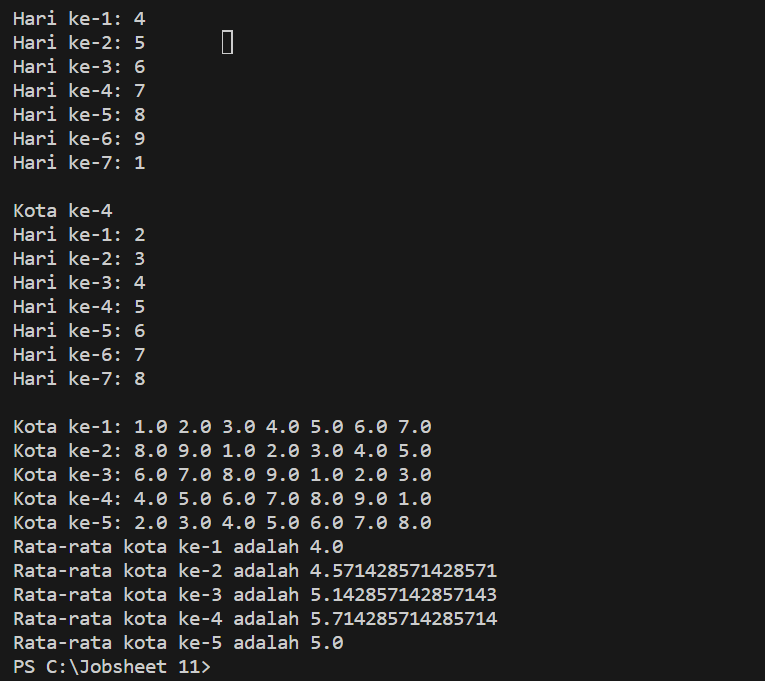 Hari ke-1: 4
Hari ke-2: 5
Hari ke-3: 6
Hari ke-4: 7
Hari ke-5: 8
Hari ke-6: 9
Hari ke-7: 1
Kota ke-4
Hari ke-1: 2
Hari ke-2: 3
Hari ke-3: 4
Hari ke-4: 5
Hari ke-5: 6
Hari ke-6: 7
Hari ke-7: 8
Kota ke-1: 1.0 2.0 3.0 4.0 5.0 6.0 7.0
Kota ke-2: 8.0 9.0 1.0 2.0 3.0 4.0 5.0
Kota ke-3: 6.0 7.0 8.0 9.0 1.0 2.0 3.0
Kota ke-4: 4.0 5.0 6.0 7.0 8.0 9.0 1.0
Kota ke-5: 2.0 3.0 4.0 5.0 6.0 7.0 8.0
Rata-rata kota ke-1 adalah 4.0
Rata-rata kota ke-2 adalah 4.571428571428571
Rata-rata kota ke-3 adalah 5.142857142857143
Rata-rata kota ke-4 adalah 5.714285714285714
Rata-rata kota ke-5 adalah 5.0
PS C:\Jobsheet 11>